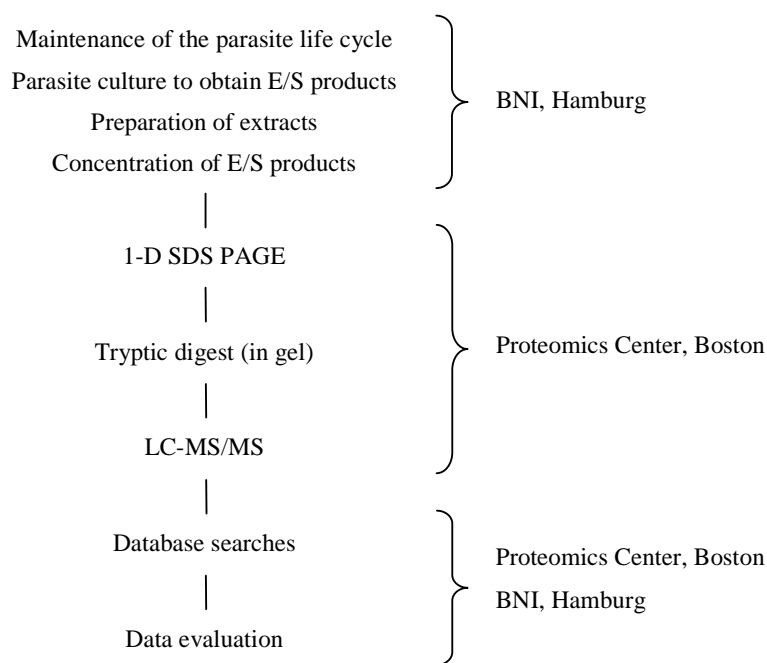 Maintenance of the parasite life cycle
Parasite culture to obtain E/S products
Preparation of extracts
Concentration of E/S products
BNI, Hamburg
1-D SDS PAGE
Tryptic digest (in gel)
LC-MS/MS
Proteomics Center, Boston
Database searches
Data evaluation
Proteomics Center, Boston
BNI, Hamburg